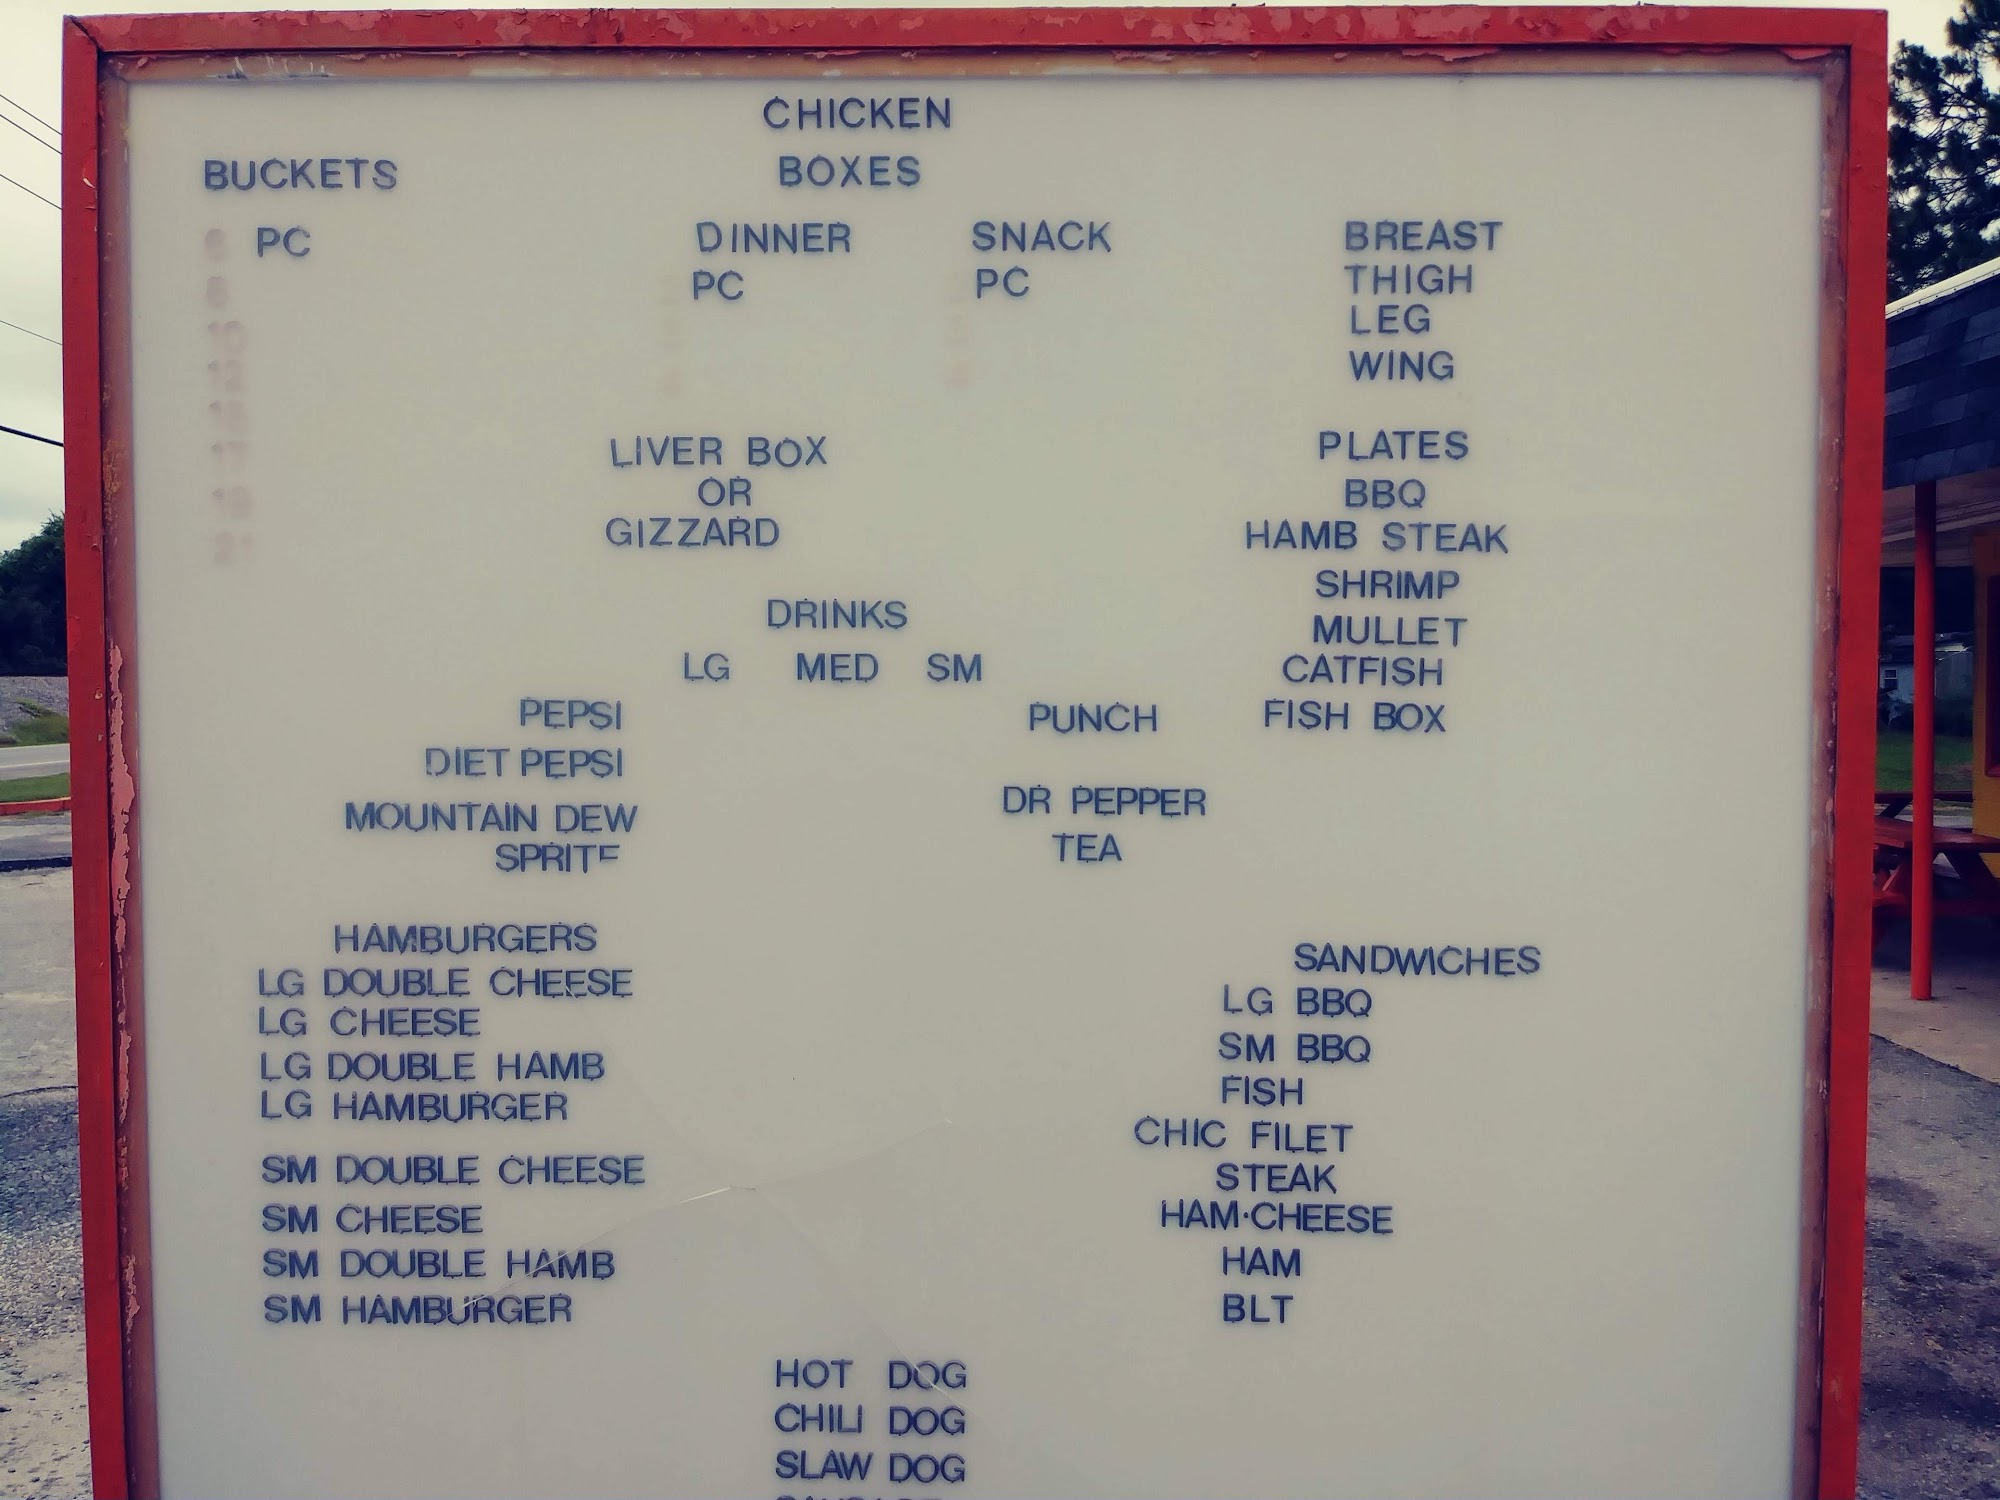 CHICKEN
BUCKETS
BOXES
PC
DINNER
PC
SNACK
PC
BREAST
THIGH
LEG
WING
LIVER BOX
OR
GIZZARD
PLATES
BBQ
HAMB STEAK
SHRIMP
MULLET
CATFISH
FISH BOX
DRINKS
LG MED SM
PEPSI
DIET PEPSI
MOUNTAIN DEW
SPRITE
PUNCH
DR PEPPER
TEA
HAMBURGERS
LG DOUBLE CHEESE
LG CHEESE
LG DOUBLE HAMB
LG HAMBURGER
SM DOUBLE CHEESE
SM CHEESE
SM DOUBLE HAMB
SM HAMBURGER
SANDWICHES
LG BBQ
SM BBQ
FISH
CHIC FILET
STEAK
HAM·CHEESE
HAM
BLT
HOT DOG
CHILI DOG
SLAW DOG